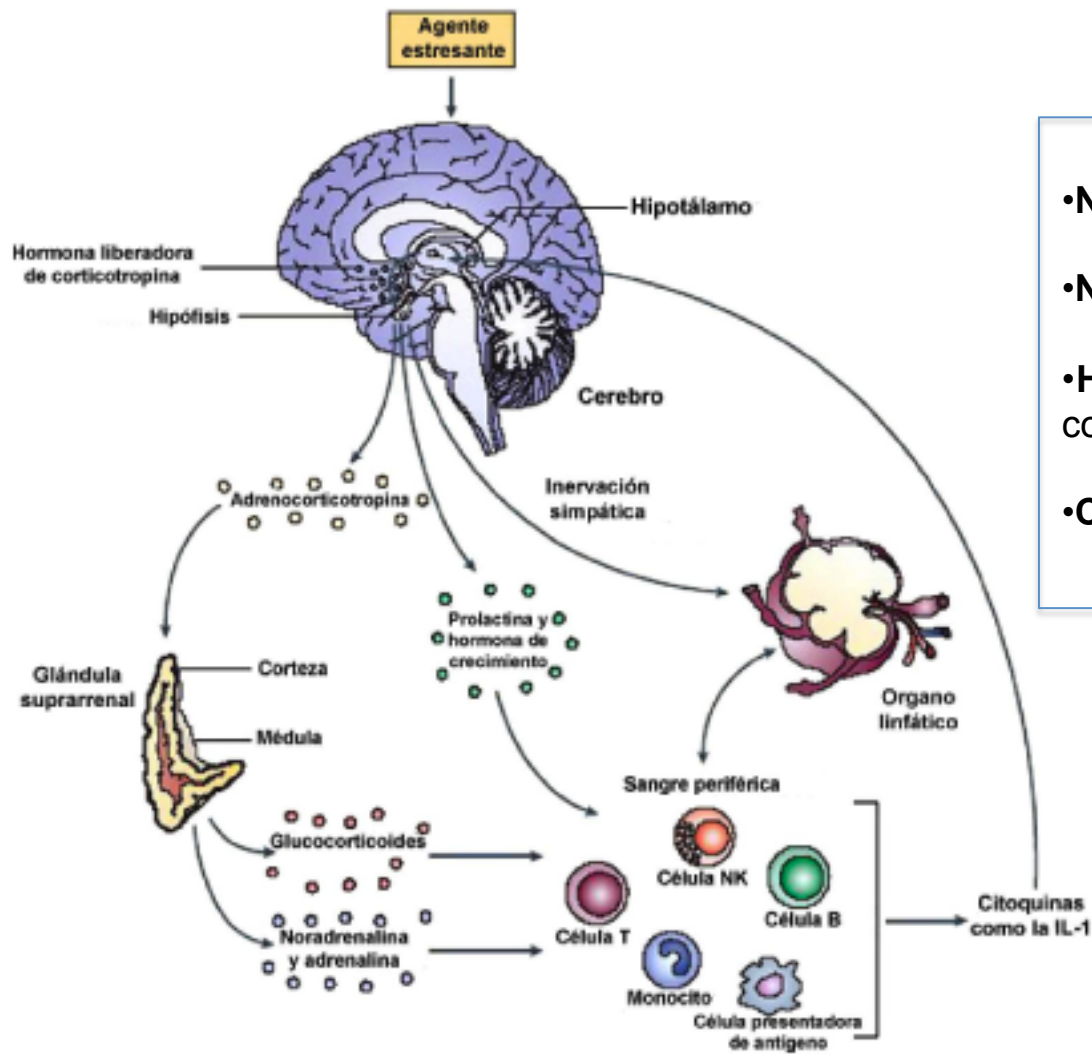 Agente
estresante
Hipotálamo
Hormona liberadora
de corticotropina
Hipófisis
Cerebro
Adrenocorticotropina
Inervación
simpática
Prolactina y
hormona de
crecimiento
Glándula
suprarrenal
Corteza
Médula
Organo
linfático
Sangre periférica
Glucocorticoides
Célula NK
Célula T
Célula B
Noradrenalina
y adrenalina
Monocito
Célula presentadora
de antígeno
Citoquinas
como la IL-1